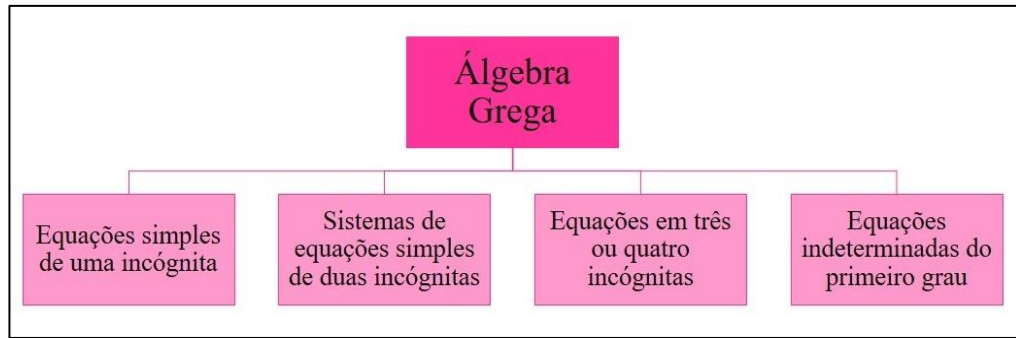 Álgebra
Grega
Equações simples
de uma incógnita
Sistemas de
equações simples
de duas incógnitas
Equações em três
ou quatro
incógnitas
Equações
indeterminadas do
primeiro grau